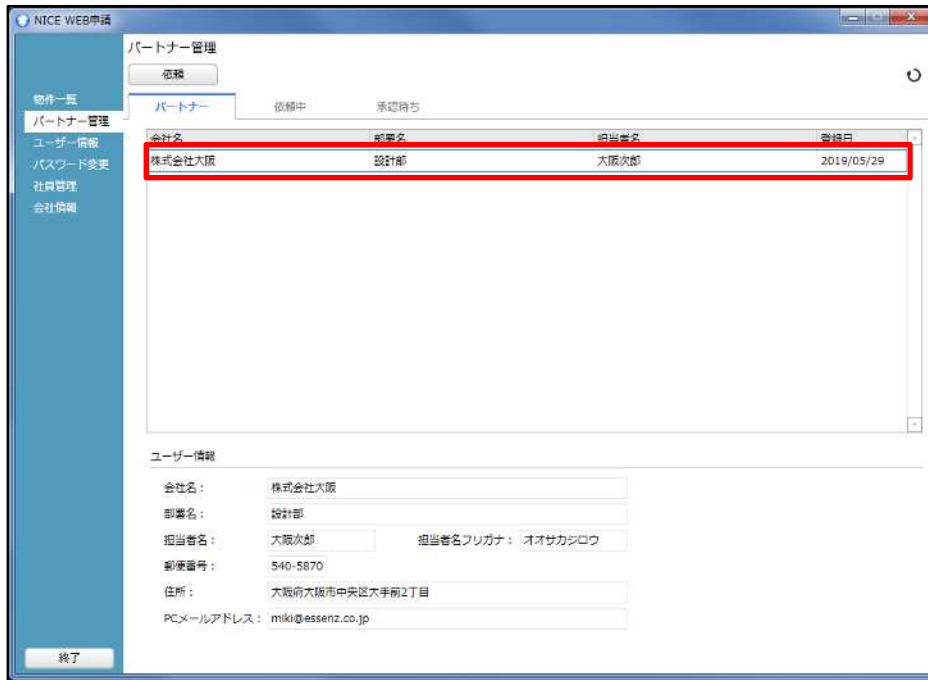 NICE WEB申請
パートナー管理
依頼
物件一覧
パートナー管理
ユーザー情報
パスワード変更
社員管理
会社情報
パートナー 依頼中 承認待ち
会社名 部署名 担当者名 登録日
株式会社大阪 設計部 大阪次郎 2019/05/29
ユーザー情報
会社名： 株式会社大阪
部署名： 設計部
担当者名： 大阪次郎 担当者名フリガナ： オオサカジロウ
郵便番号： 540-5870
住所： 大阪府大阪市中央区大手前2丁目
PCメールアドレス： miki@essenz.co.jp
終了